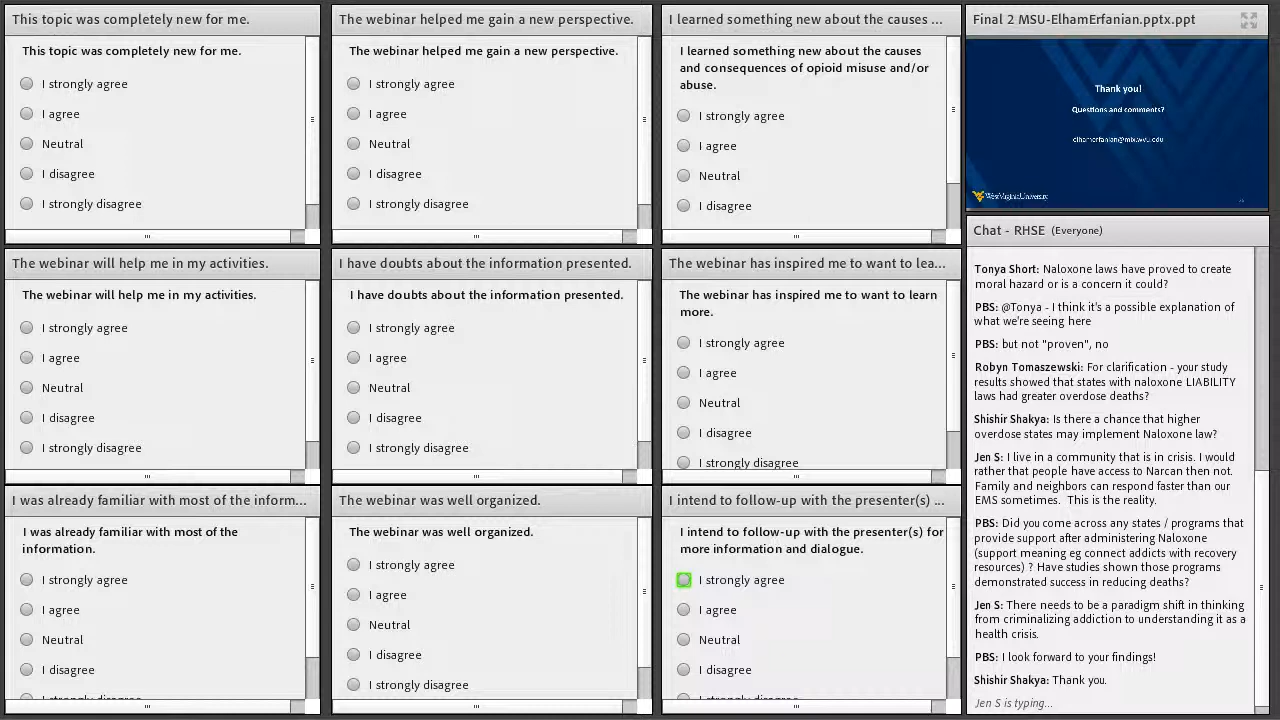 This topic was completely new for me.
This topic was completely new for me.
I strongly agree
I agree
Neutral
I disagree
I strongly disagree
The webinar helped me gain a new perspective.
The webinar helped me gain a new perspective.
I strongly agree
I agree
Neutral
I disagree
I strongly disagree
I learned something new about the causes ...
I learned something new about the causes
and consequences of opioid misuse and/or
abuse.
I strongly agree
I agree
Neutral
I disagree
The webinar will help me in my activities.
The webinar will help me in my activities.
I strongly agree
I agree
Neutral
I disagree
I strongly disagree
I have doubts about the information presented.
I have doubts about the information presented.
I strongly agree
I agree
Neutral
I disagree
I strongly disagree
The webinar has inspired me to want to lea...
The webinar has inspired me to want to learn
more.
I strongly agree
I agree
Neutral
I disagree
I strongly disagree
I was already familiar with most of the inform...
I was already familiar with most of the
information.
I strongly agree
I agree
Neutral
I disagree
I strongly disagree
The webinar was well organized.
The webinar was well organized.
I strongly agree
I agree
Neutral
I disagree
I strongly disagree
I intend to follow-up with the presenter(s) ...
I intend to follow-up with the presenter(s) for
more information and dialogue.
I strongly agree
I agree
Neutral
I disagree
I strongly disagree
Final 2 MSU-ElhamErfanian.pptx.ppt
Thank you!
Questions and comments?
elhamerfanian@mix.wvu.edu
WestVirginiaUniversity
Chat - RHSE (Everyone)
Tonya Short: Naloxone laws have proved to create
moral hazard or is a concern it could?
PBS: @Tonya - I think it's a possible explanation of
what we're seeing here
PBS: but not "proven", no
Robyn Tomaszewski: For clarification - your study
results showed that states with naloxone LIABILITY
laws had greater overdose deaths?
Shishir Shakya: Is there a chance that higher
overdose states may implement Naloxone law?
Jen S: I live in a community that is in crisis. I would
rather that people have access to Narcan then not.
Family and neighbors can respond faster than our
EMS sometimes. This is the reality.
PBS: Did you come across any states / programs that
provide support after administering Naloxone
(support meaning eg connect addicts with recovery
resources) ? Have studies shown those programs
demonstrated success in reducing deaths?
Jen S: There needs to be a paradigm shift in thinking
from criminalizing addiction to understanding it as a
health crisis.
PBS: I look forward to your findings!
Shishir Shakya: Thank you.
Jen S is typing...